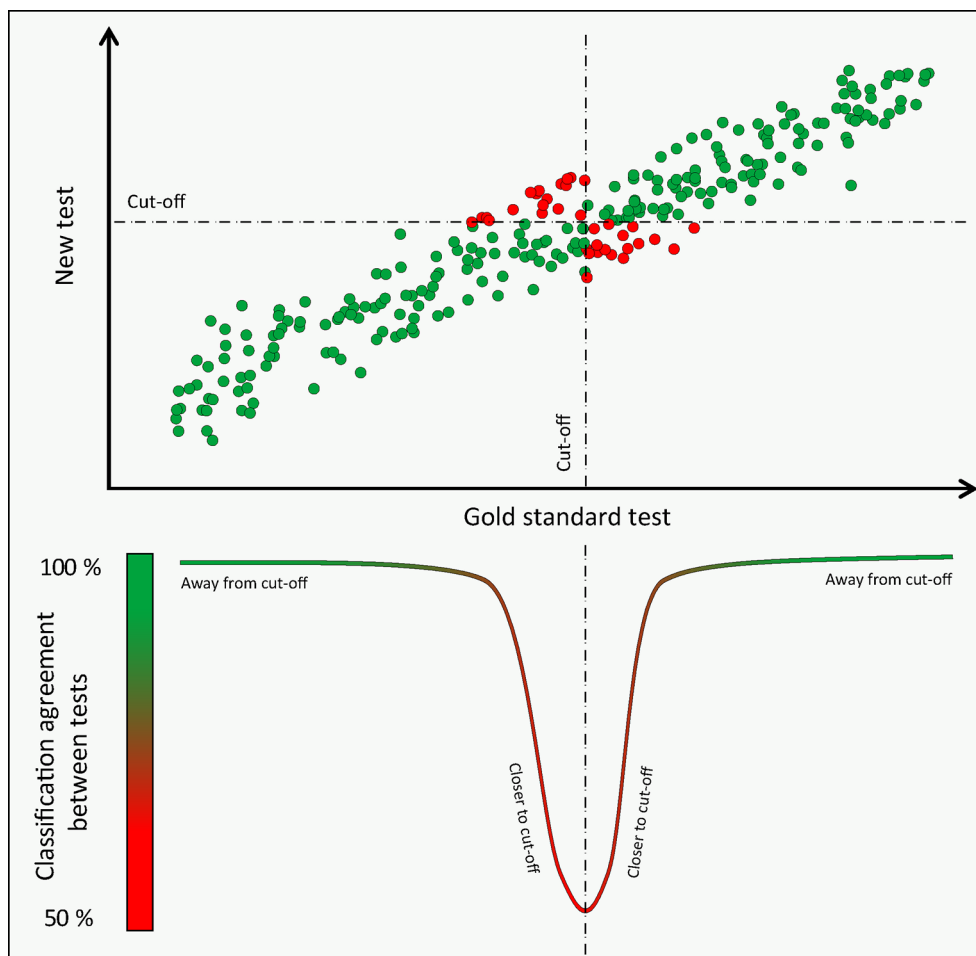 New test
Cut-off
Cut-off
Gold standard test
Classification agreement
between tests
100 %
50 %
Away from cut-off
Away from cut-off
Closer to cut-off
Closer to cut-off